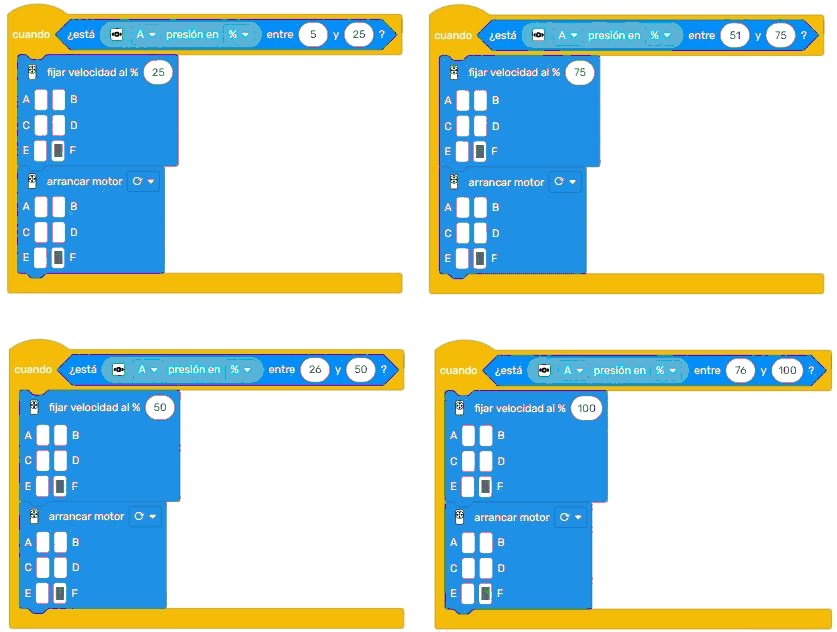 cuando ¿está A presión en % entre 5 y 25 ?
fijar velocidad al % 25
A B
C D
E F
arrancar motor
A B
C D
E F
cuando ¿está A presión en % entre 51 y 75 ?
fijar velocidad al % 75
A B
C D
E F
arrancar motor
A B
C D
E F
cuando ¿está A presión en % entre 26 y 50 ?
fijar velocidad al % 50
A B
C D
E F
arrancar motor
A B
C D
E F
cuando ¿está A presión en % entre 76 y 100 ?
fijar velocidad al % 100
A B
C D
E F
arrancar motor
A B
C D
E F